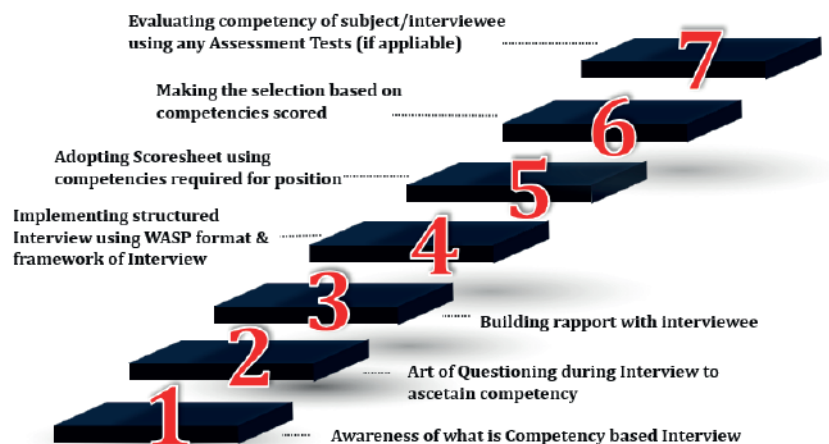 Evaluating competency of subject/interviewee
using any Assessment Tests (if appliable)
7
Making the selection based on
competencies scored
6
Adopting Scoresheet using
competencies required for position
5
Implementing structured
Interview using WASP format &
framework of Interview
4
3
Building rapport with interviewee
2
Art of Questioning during Interview to
ascetain competency
1
Awareness of what is Competency based Interview